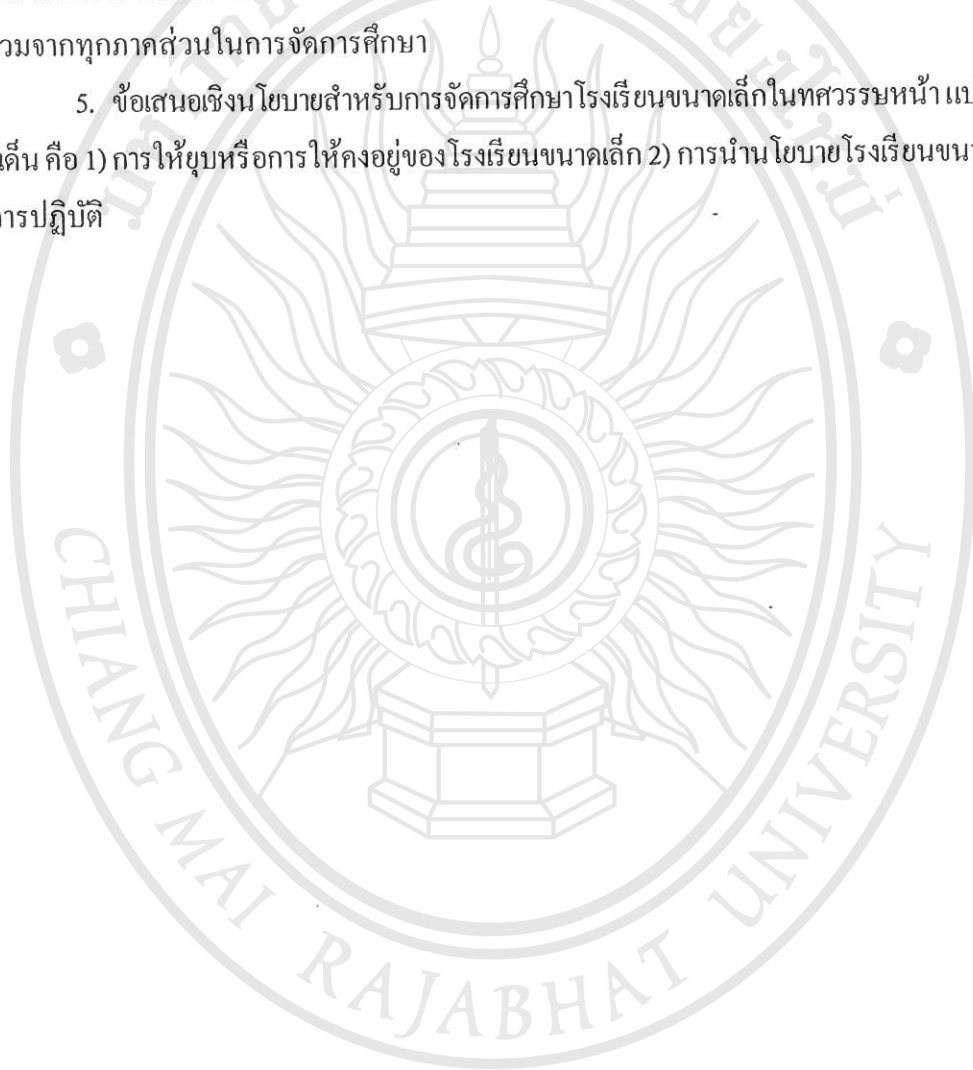 วมจากทุกภาคส่วนในการจัดการศึกษา
5. ข้อเสนอเชิงนโยบายสำหรับการจัดการศึกษาโรงเรียนขนาดเล็กในทศวรรษหน้า แบ
เด็น คือ 1) การให้ยุบหรือการให้คงอยู่ของโรงเรียนขนาดเล็ก 2) การนำนโยบายโรงเรียนขนา
การปฏิบัติ
CHIANG MAI RAJABHAT UNIVERSITY